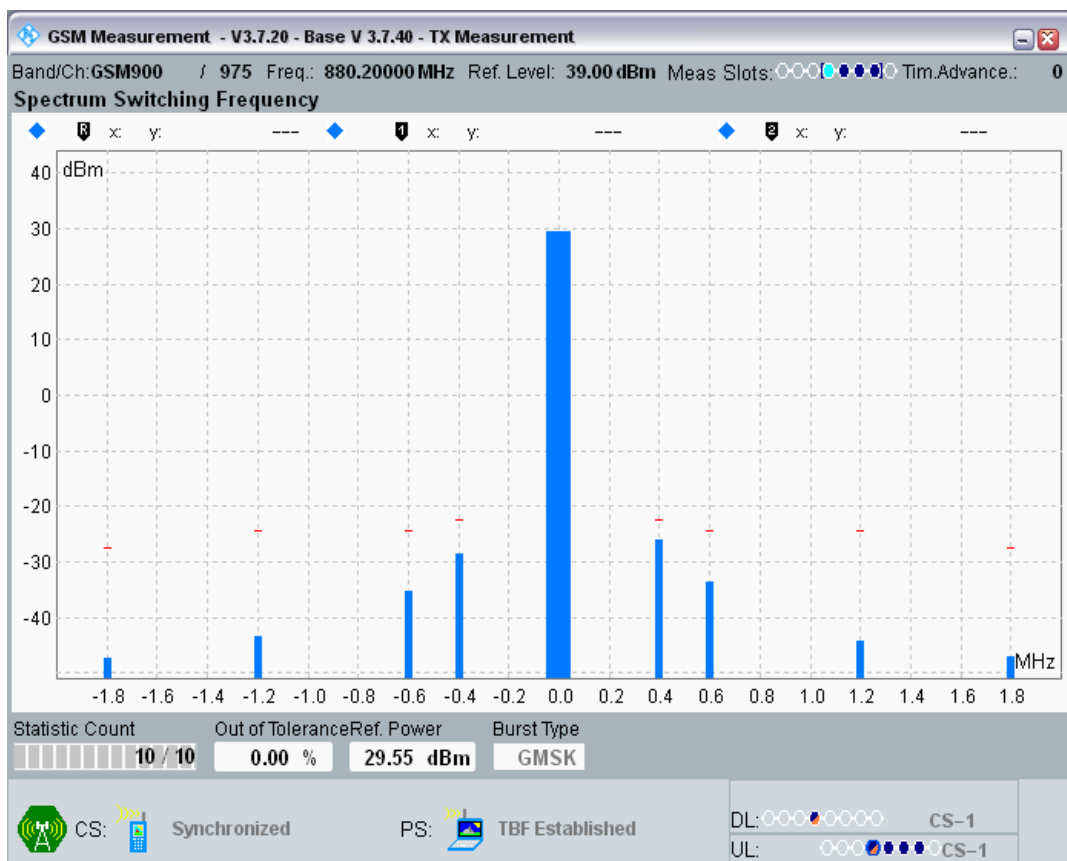 GSM Measurement - V3.7.20 - Base V 3.7.40 - TX Measurement
Band/Ch:GSM900 / 975 Freq.: 880.20000 MHz Ref. Level: 39.00 dBm Meas Slots: Tim.Advance.: 0
Spectrum Switching Frequency
R x: y: --- 1 x: y: --- 2 x: y: ---
dBm
40
30
20
10
0
-10
-20
-30
-40
MHz
-1.8 -1.6 -1.4 -1.2 -1.0 -0.8 -0.6 -0.4 -0.2 0.0 0.2 0.4 0.6 0.8 1.0 1.2 1.4 1.6 1.8
Statistic Count Out of Tolerance Ref. Power Burst Type
10 / 10 0.00 % 29.55 dBm GMSK
CS: Synchronized PS: TBF Established DL: CS-1
UL: CS-1